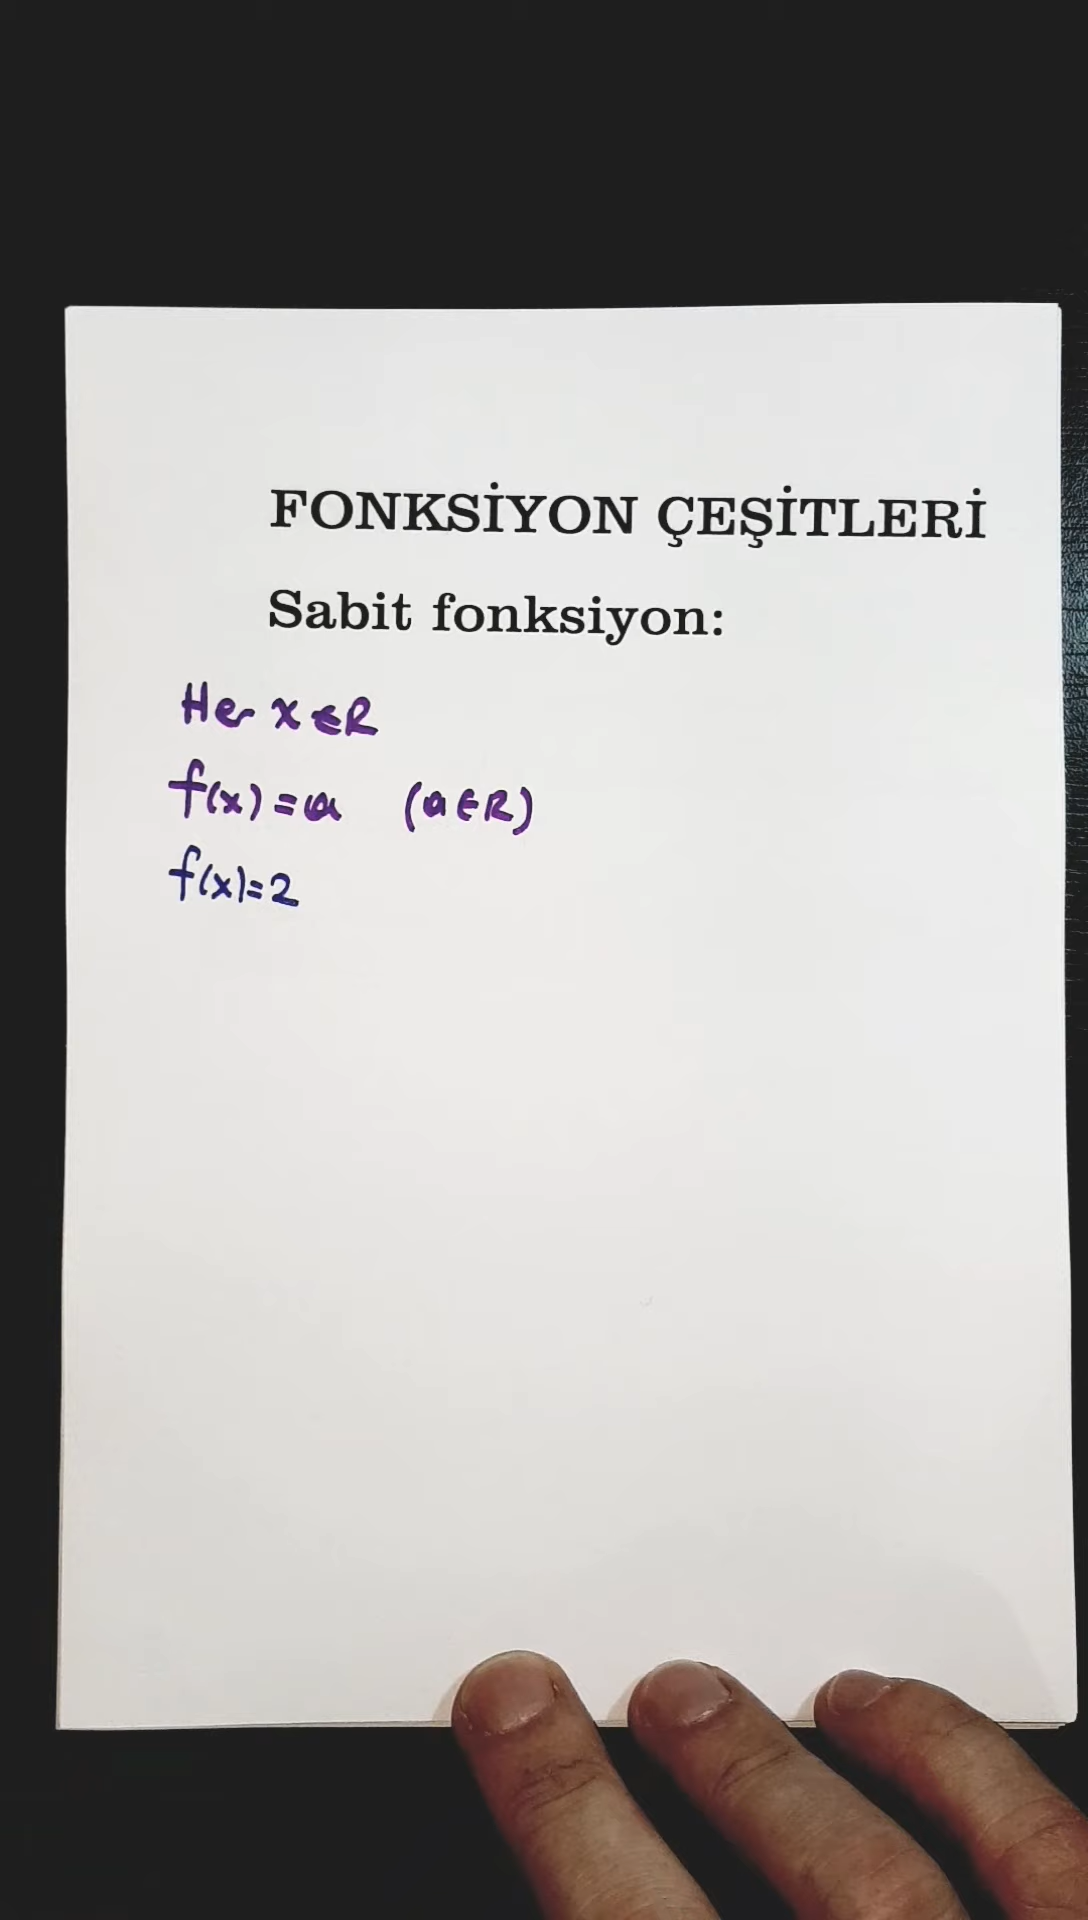 FONKSİYON ÇEŞİTLERİ
Sabit fonksiyon:
Her x ∈ R
f(x) = a (a ∈ R)
f(x) = 2